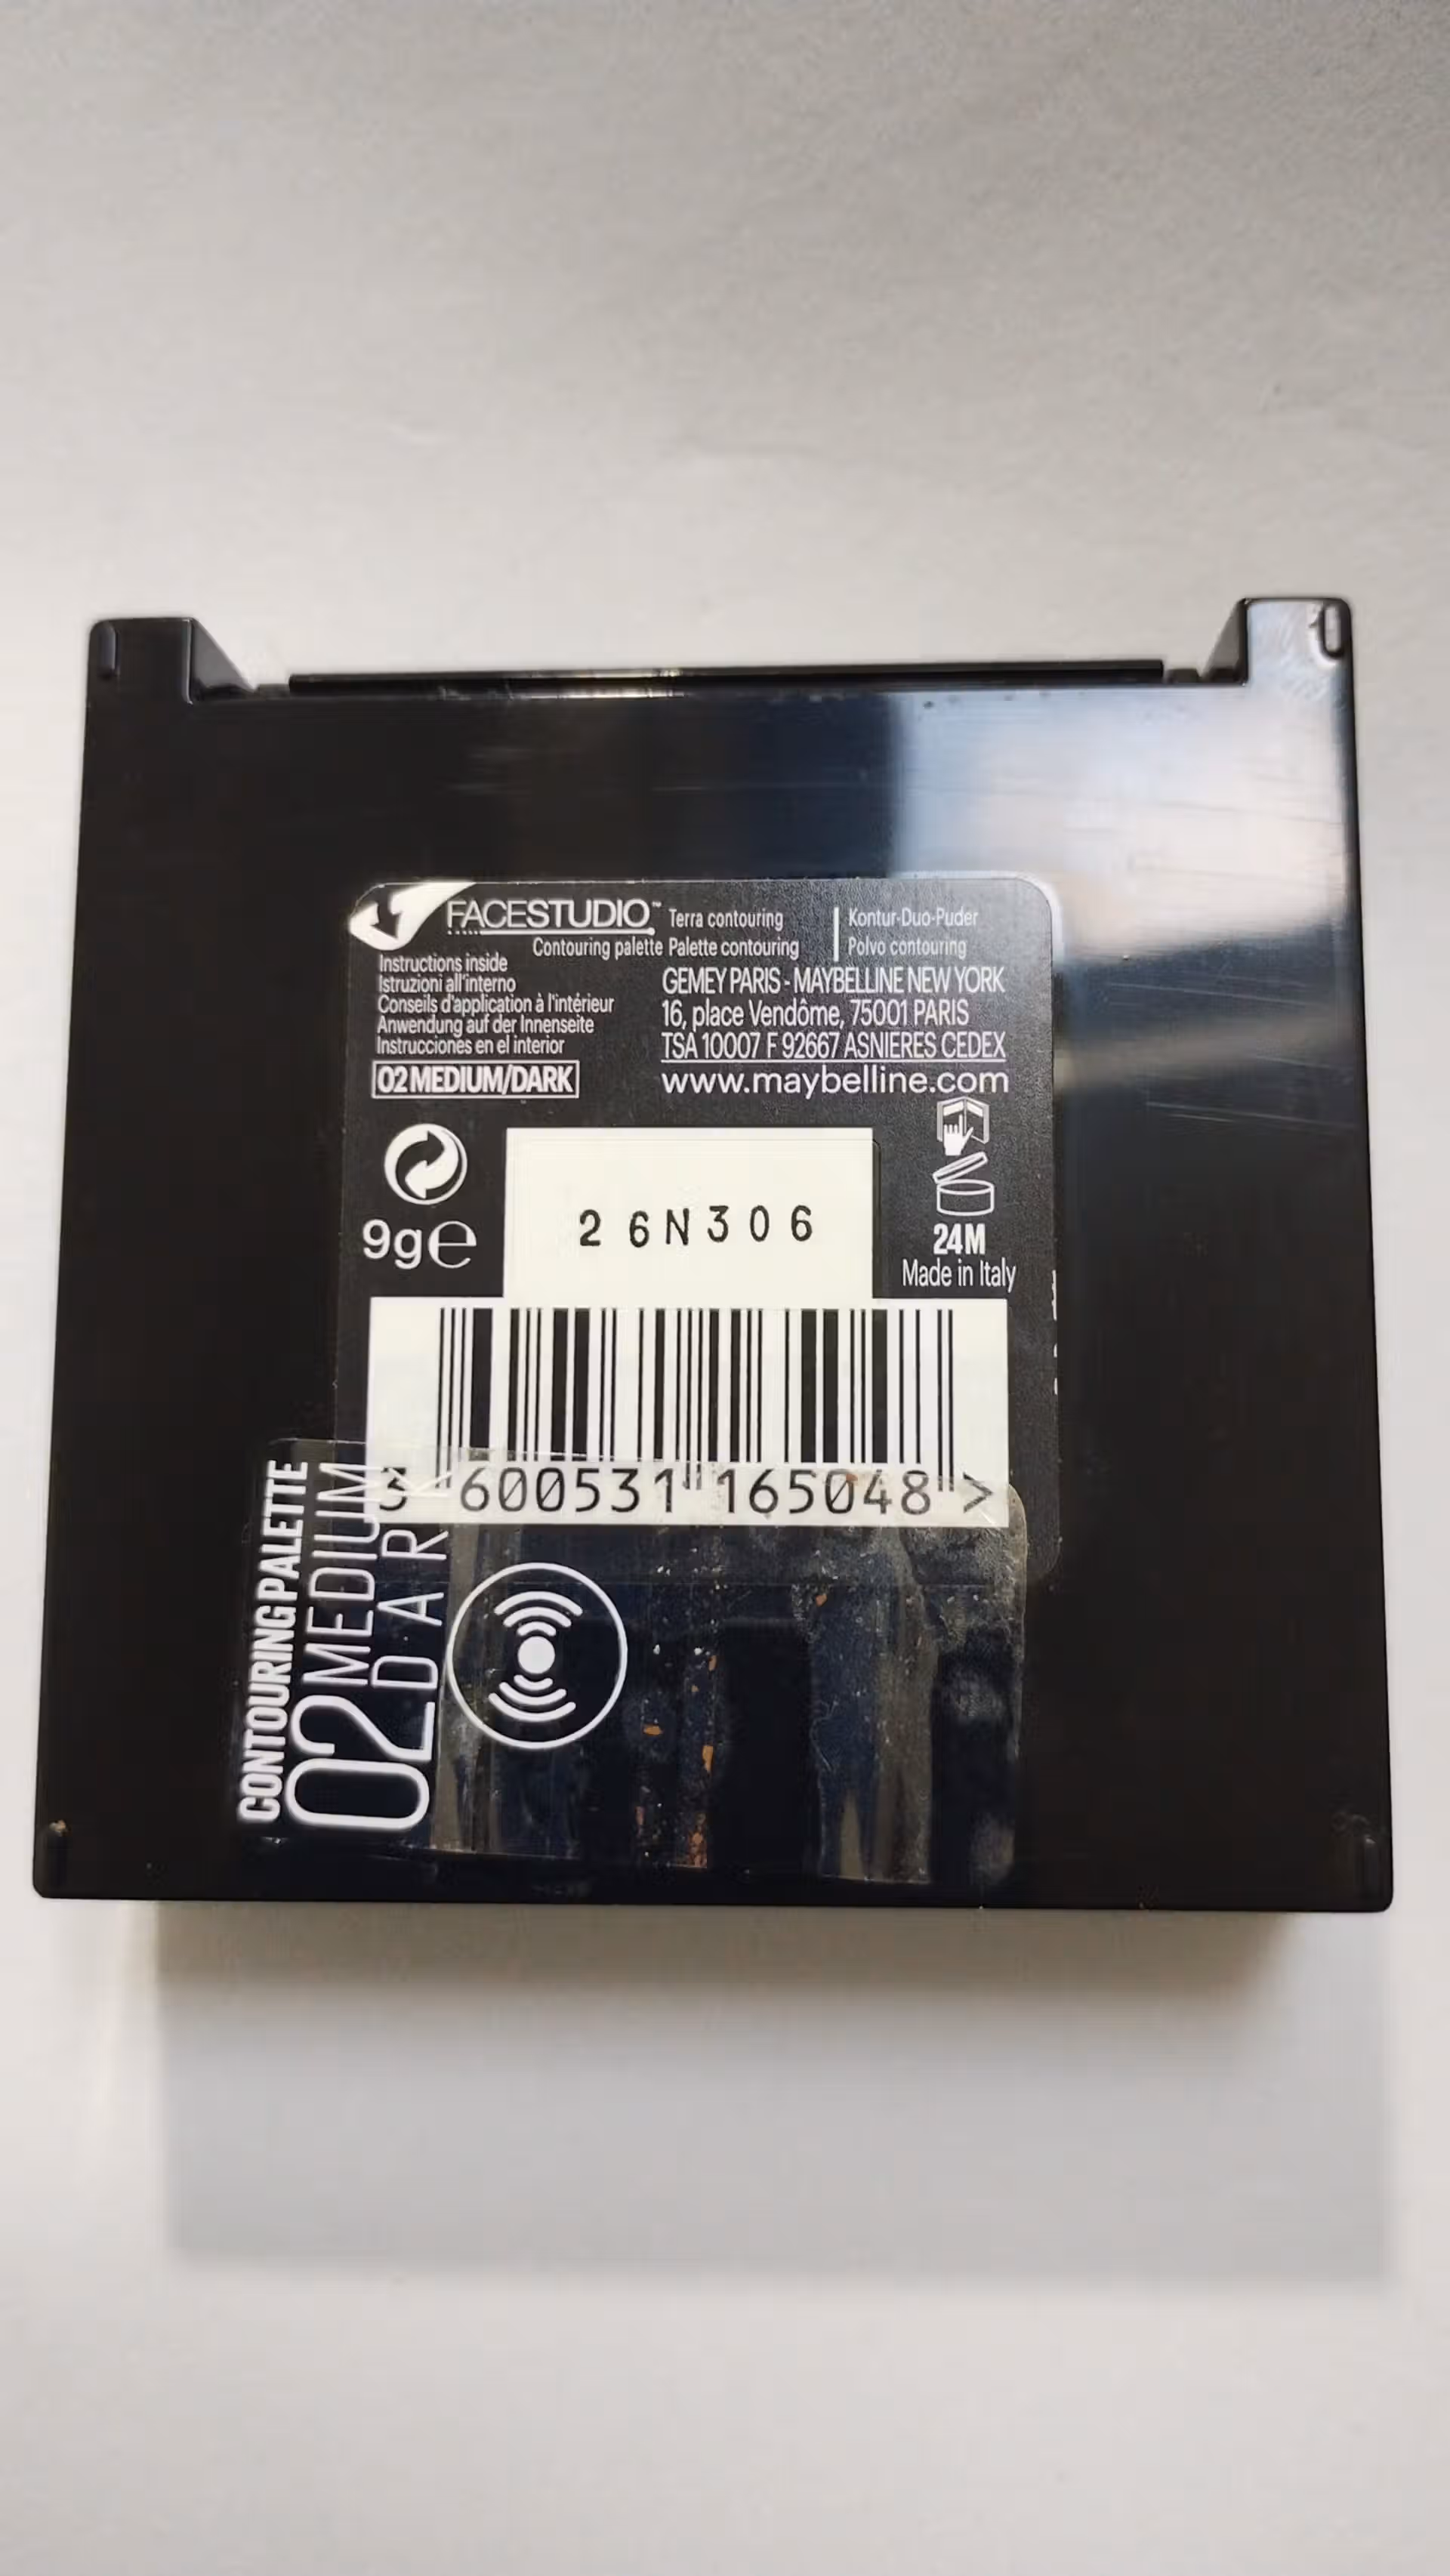 FACESTUDIO™ Terra contouring | Kontur-Duo-Puder
Contouring palette Palette contouring | Polvo contouring
Instructions inside
Istruzioni all'interno
Conseils d'application à l'intérieur
Anwendung auf der Innenseite
Instrucciones en el interior
02 MEDIUM/DARK
GEMEY PARIS - MAYBELLINE NEW YORK
16, place Vendôme, 75001 PARIS
TSA 10007 F 92667 ASNIERES CEDEX
www.maybelline.com
9g e
26N306
24M
Made in Italy
3 600531 165048 >
CONTOURING PALETTE
02 MEDIUM
DARK